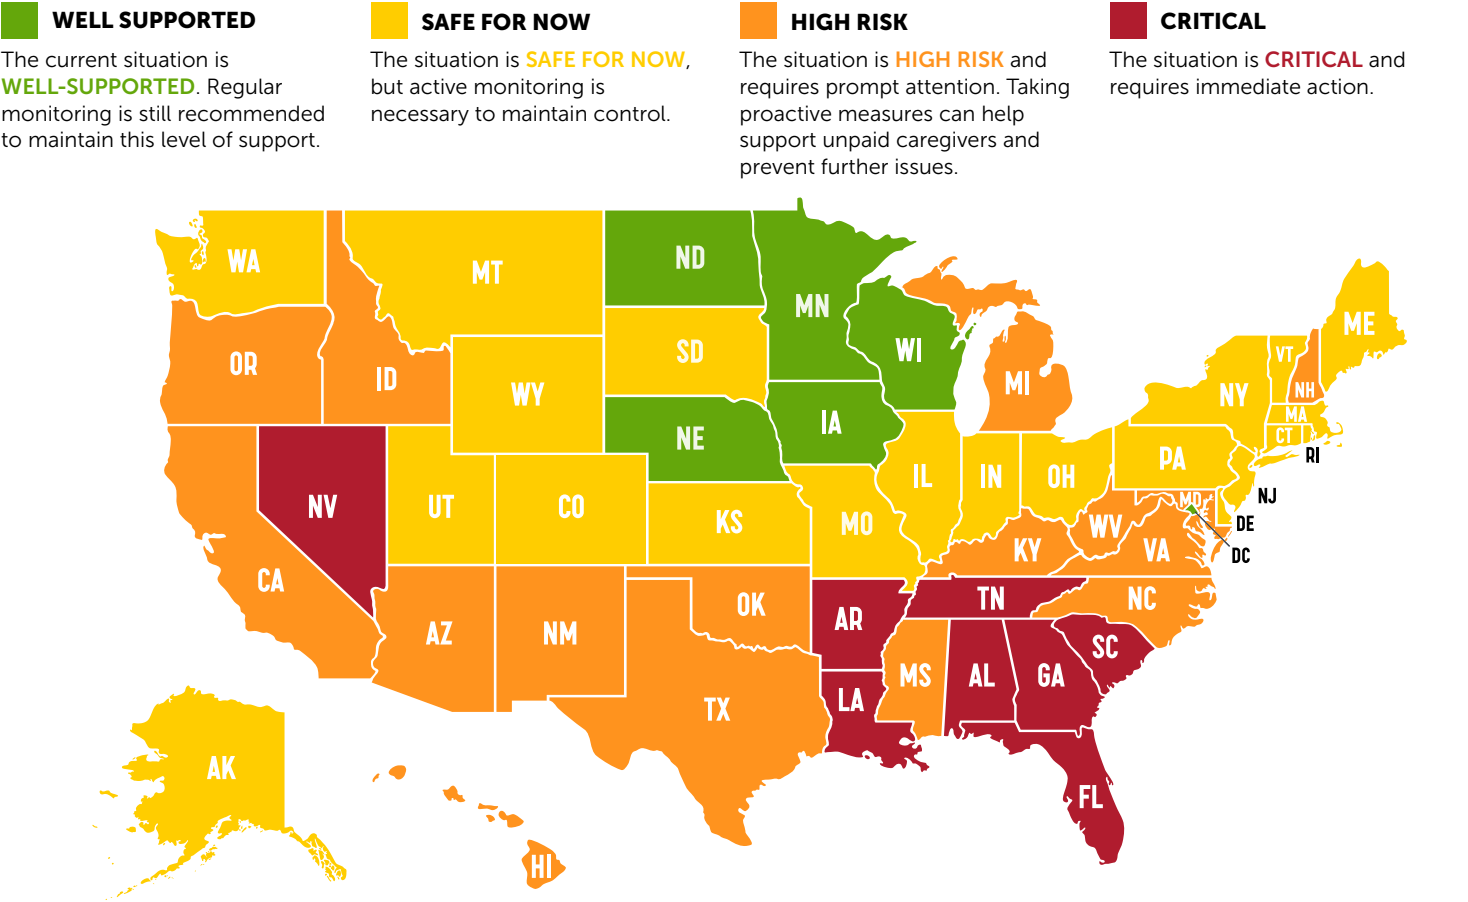 WELL SUPPORTED
The current situation is
WELL-SUPPORTED. Regular
monitoring is still recommended
to maintain this level of support.
SAFE FOR NOW
The situation is SAFE FOR NOW,
but active monitoring is
necessary to maintain control.
HIGH RISK
The situation is HIGH RISK and
requires prompt attention. Taking
proactive measures can help
support unpaid caregivers and
prevent further issues.
CRITICAL
The situation is CRITICAL and
requires immediate action.
WA
MT
ND
MN
WI
MI
ME
VT
NH
NY
MA
CT
RI
OR
ID
WY
SD
NE
IA
IL
IN
OH
PA
NJ
MD
DE
DC
NV
UT
CO
KS
MO
KY
WV
VA
CA
AZ
NM
OK
AR
TN
NC
SC
TX
LA
MS
AL
GA
FL
AK
HI